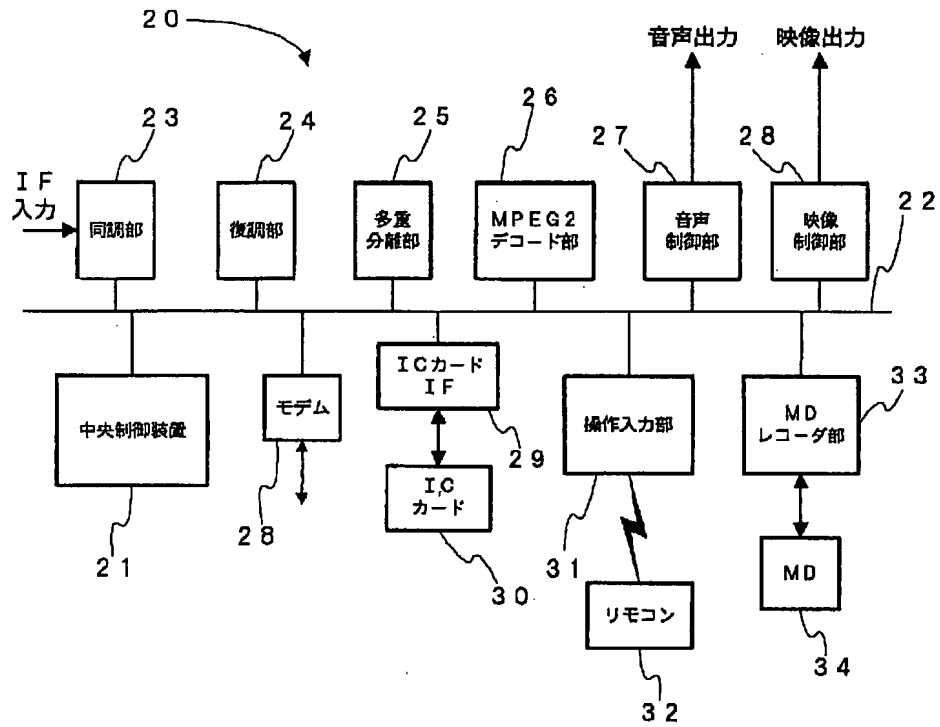 20
音声出力
映像出力
23
24
25
26
27
28
22
IF
入力
同調部
復調部
多重
分離部
MPEG2
デコード部
音声
制御部
映像
制御部
中央制御装置
モデム
ICカード
IF
操作入力部
MD
レコーダ部
33
29
28
21
IC
カード
30
31
リモコン
32
MD
34